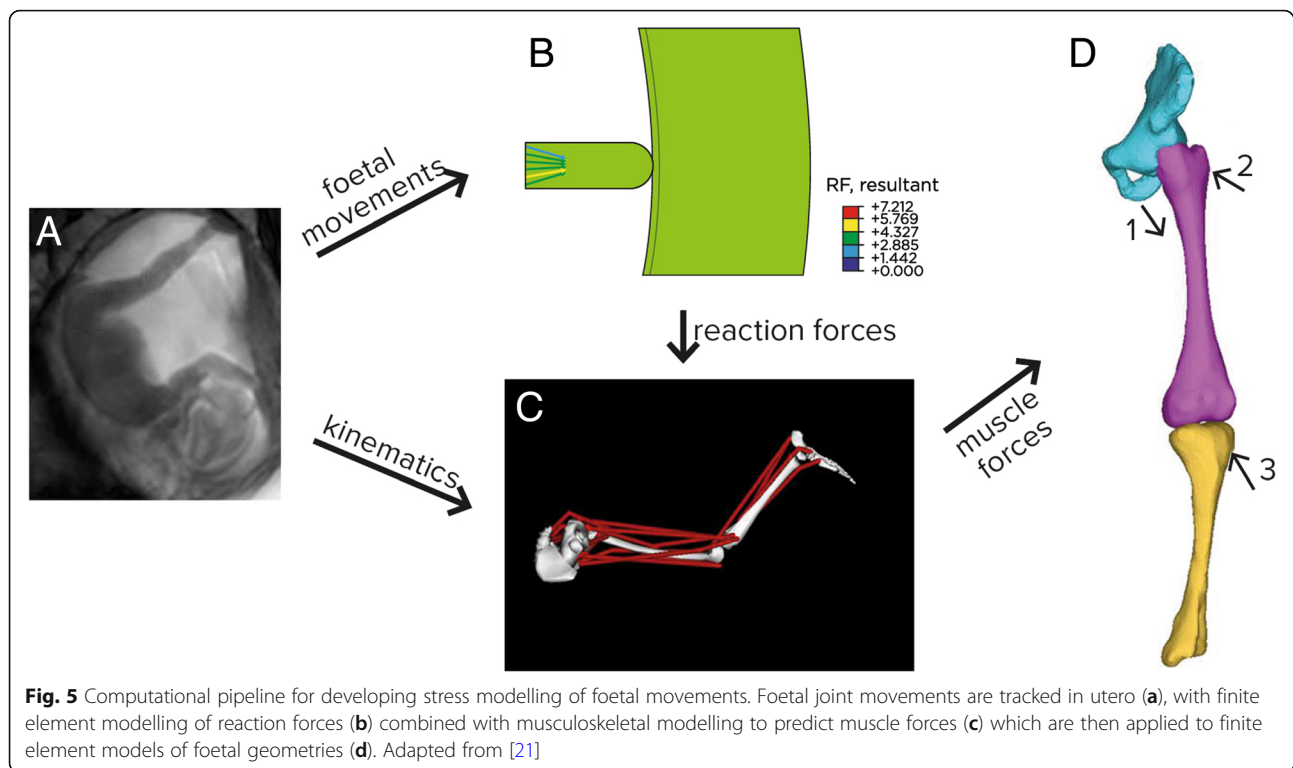 A
foetal
movements
kinematics
B
RF, resultant
+7.212
+5.769
+4.327
+2.885
+1.442
+0.000
reaction forces
C
muscle
forces
D
1
2
3
Fig. 5 Computational pipeline for developing stress modelling of foetal movements. Foetal joint movements are tracked in utero (a), with finite
element modelling of reaction forces (b) combined with musculoskeletal modelling to predict muscle forces (c) which are then applied to finite
element models of foetal geometries (d). Adapted from [21]